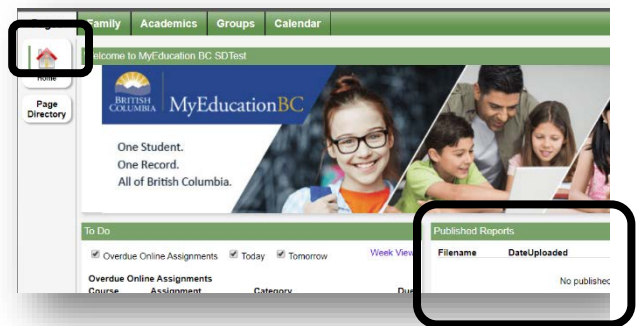 Family Academics Groups Calendar
Welcome to MyEducation BC SDTest
Home
Page
Directory
BRITISH
COLUMBIA
MyEducationBC
One Student.
One Record.
All of British Columbia.
To Do
Published Reports
Overdue Online Assignments Today Tomorrow Week View
Filename DateUploaded
No published
Overdue Online Assignments
Course Assignment Category Due